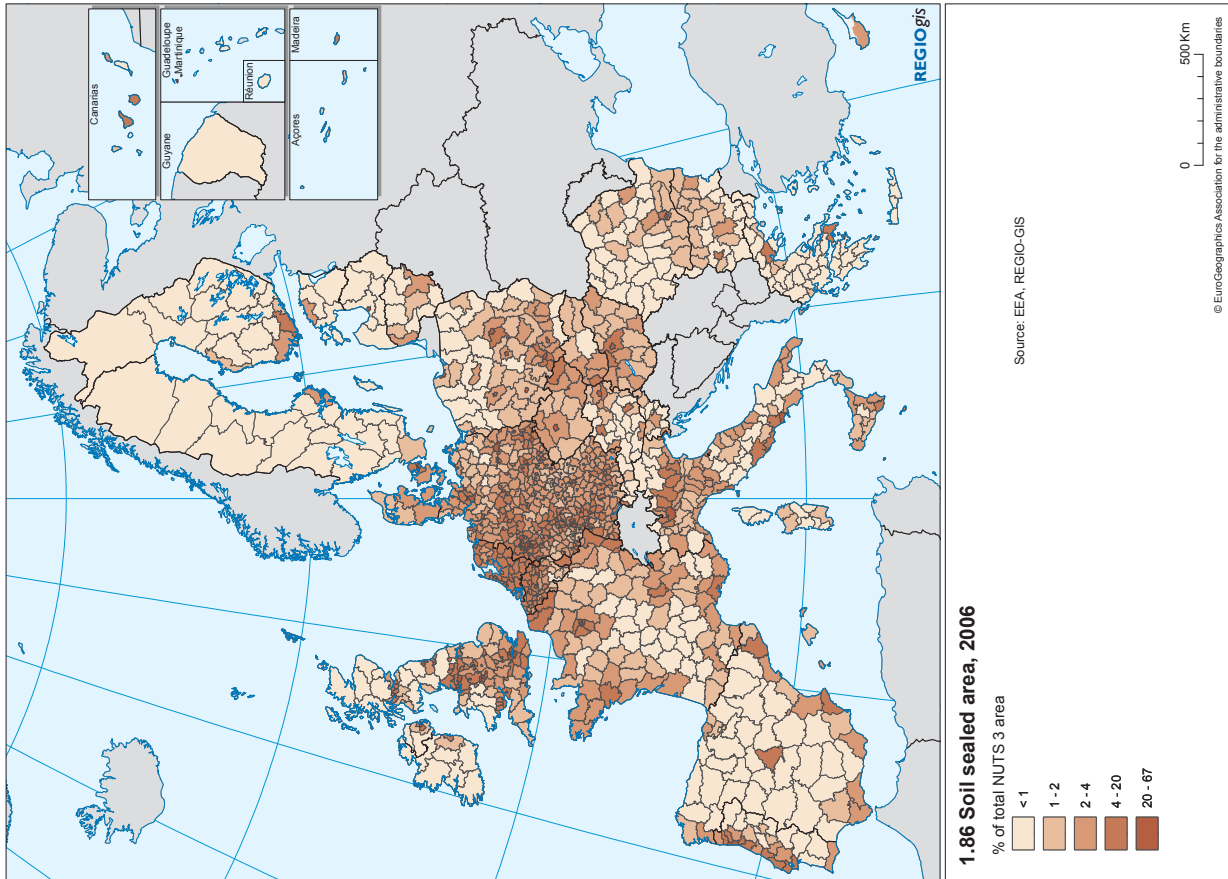 Canarias
Guyane
Guadeloupe
Martinique
Réunion
Açores
Madeira
REGIOgis
1.86 Soil sealed area, 2006
% of total NUTS 3 area
< 1
1 - 2
2 - 4
4 - 20
20 - 67
Source: EEA, REGIO-GIS
0
500 Km
© EuroGeographics Association for the administrative boundaries